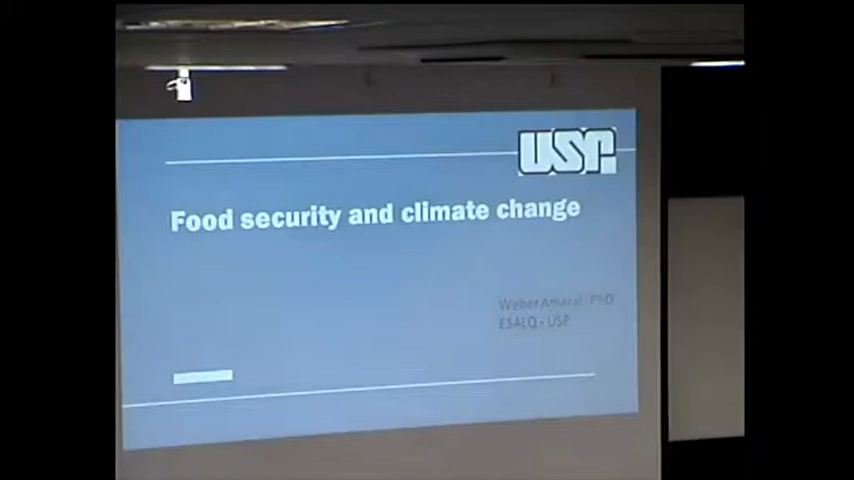 USP
Food security and climate change
Weber Amaral, PhD
ESALQ - USP